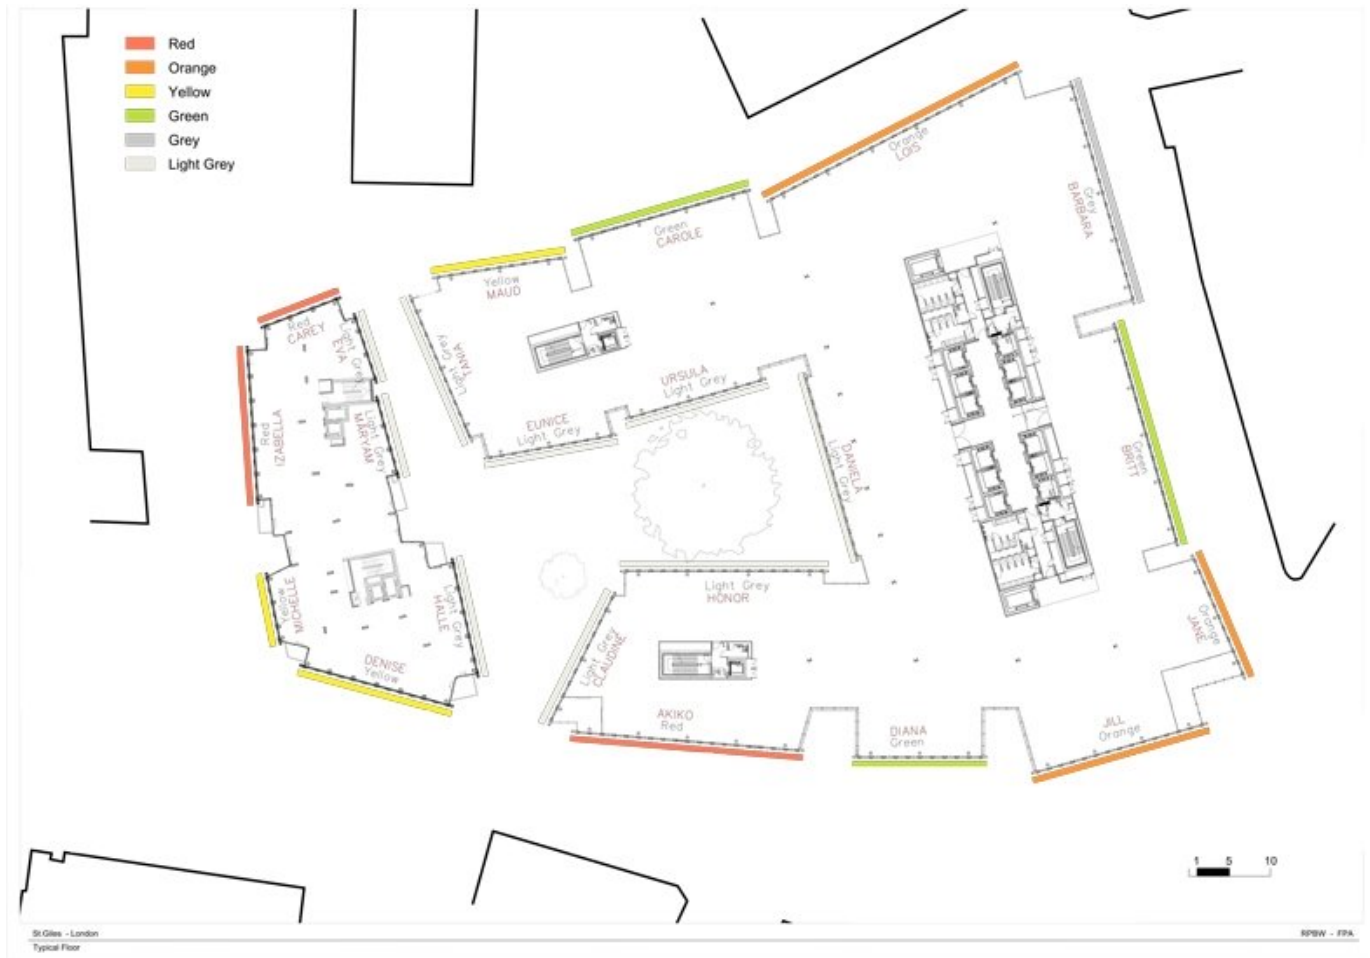 Red
Orange
Yellow
Green
Grey
Light Grey
Orange
LOIS
Grey
BARBARA
Green
CAROLE
Yellow
MAUD
Red
CAREY
Light Grey
EVA
Light Grey
TANIA
URSULA
Light Grey
EUNICE
Light Grey
Red
IZABELLA
Light Grey
MARYAM
DANIELA
Light Grey
Green
BRITT
Light Grey
HONOR
Yellow
MICHELLE
Light Grey
HALLE
Light Grey
CLAUDINE
Orange
JANE
DENISE
Yellow
AKIKO
Red
DIANA
Green
JILL
Orange
1 5 10
St.Giles - London
RPBW - FPA
Typical Floor